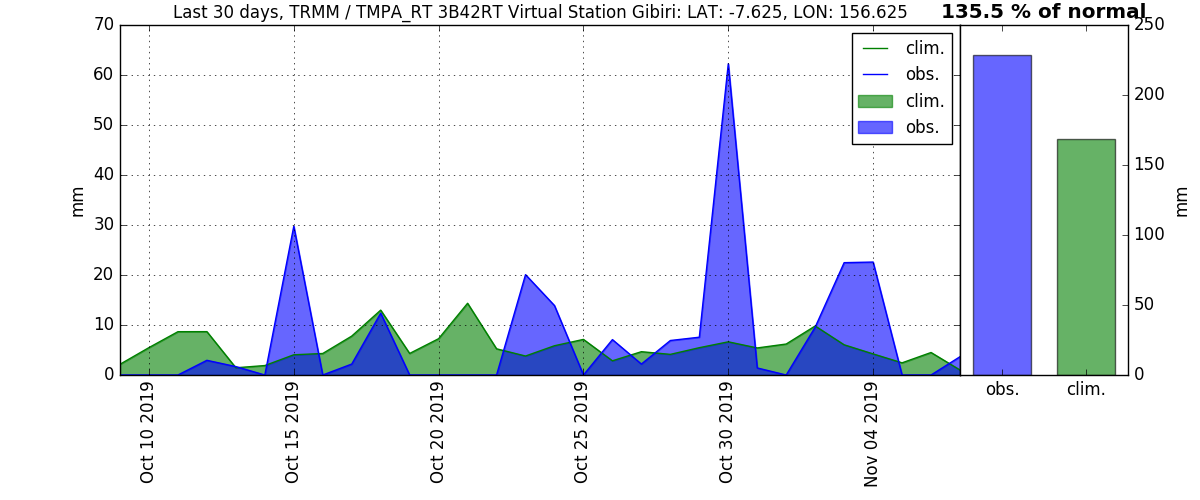 Last 30 days, TRMM / TMPA_RT 3B42RT Virtual Station Gibiri: LAT: -7.625, LON: 156.625
135.5 % of normal
70
60
50
40
30
20
10
0
mm
clim.
obs.
clim.
obs.
Oct 10 2019
Oct 15 2019
Oct 20 2019
Oct 25 2019
Oct 30 2019
Nov 04 2019
250
200
150
100
50
0
mm
obs.
clim.